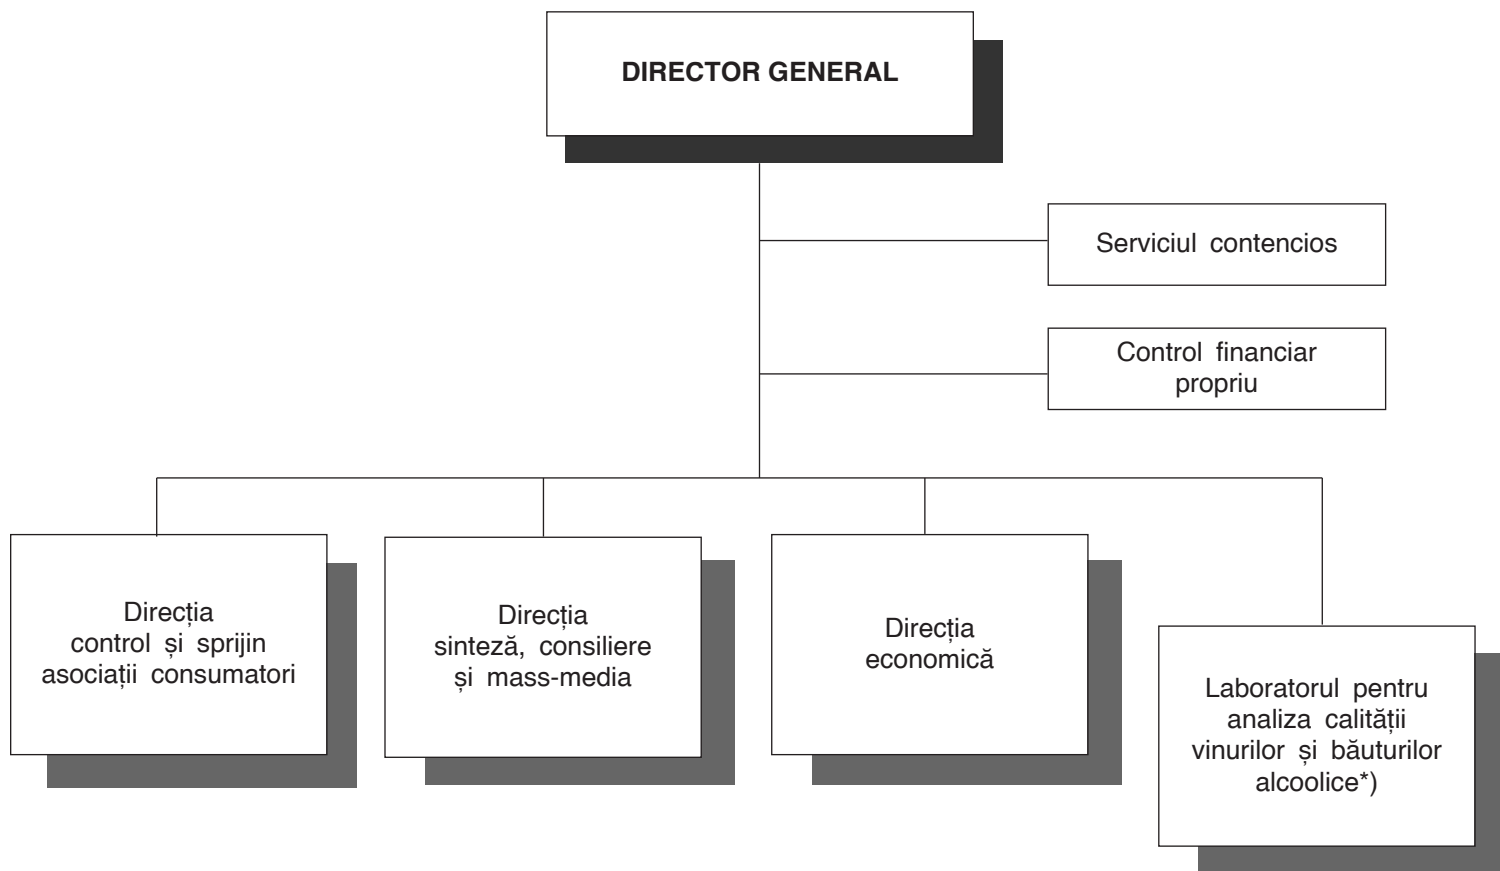 DIRECTOR GENERAL
Serviciul contencios
Control financiar
propriu
Direcția
control și sprijin
asociații consumatori
Direcția
sinteză, consiliere
și mass-media
Direcția
economică
Laboratorul pentru
analiza calității
vinurilor și băuturilor
alcoolice*)